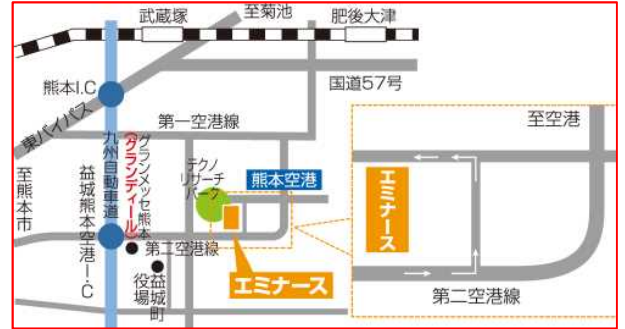 武蔵塚
至菊池
肥後大津
熊本I.C
国道57号
東バイパス
第一空港線
九州自動車道
グランメッセ熊本
(グランディール)
テクノ
リサーチ
パーク
熊本空港
至熊本市
益城熊本空港I・C
第二空港線
益城町
役場
エミナース
至空港
エミナース
第二空港線